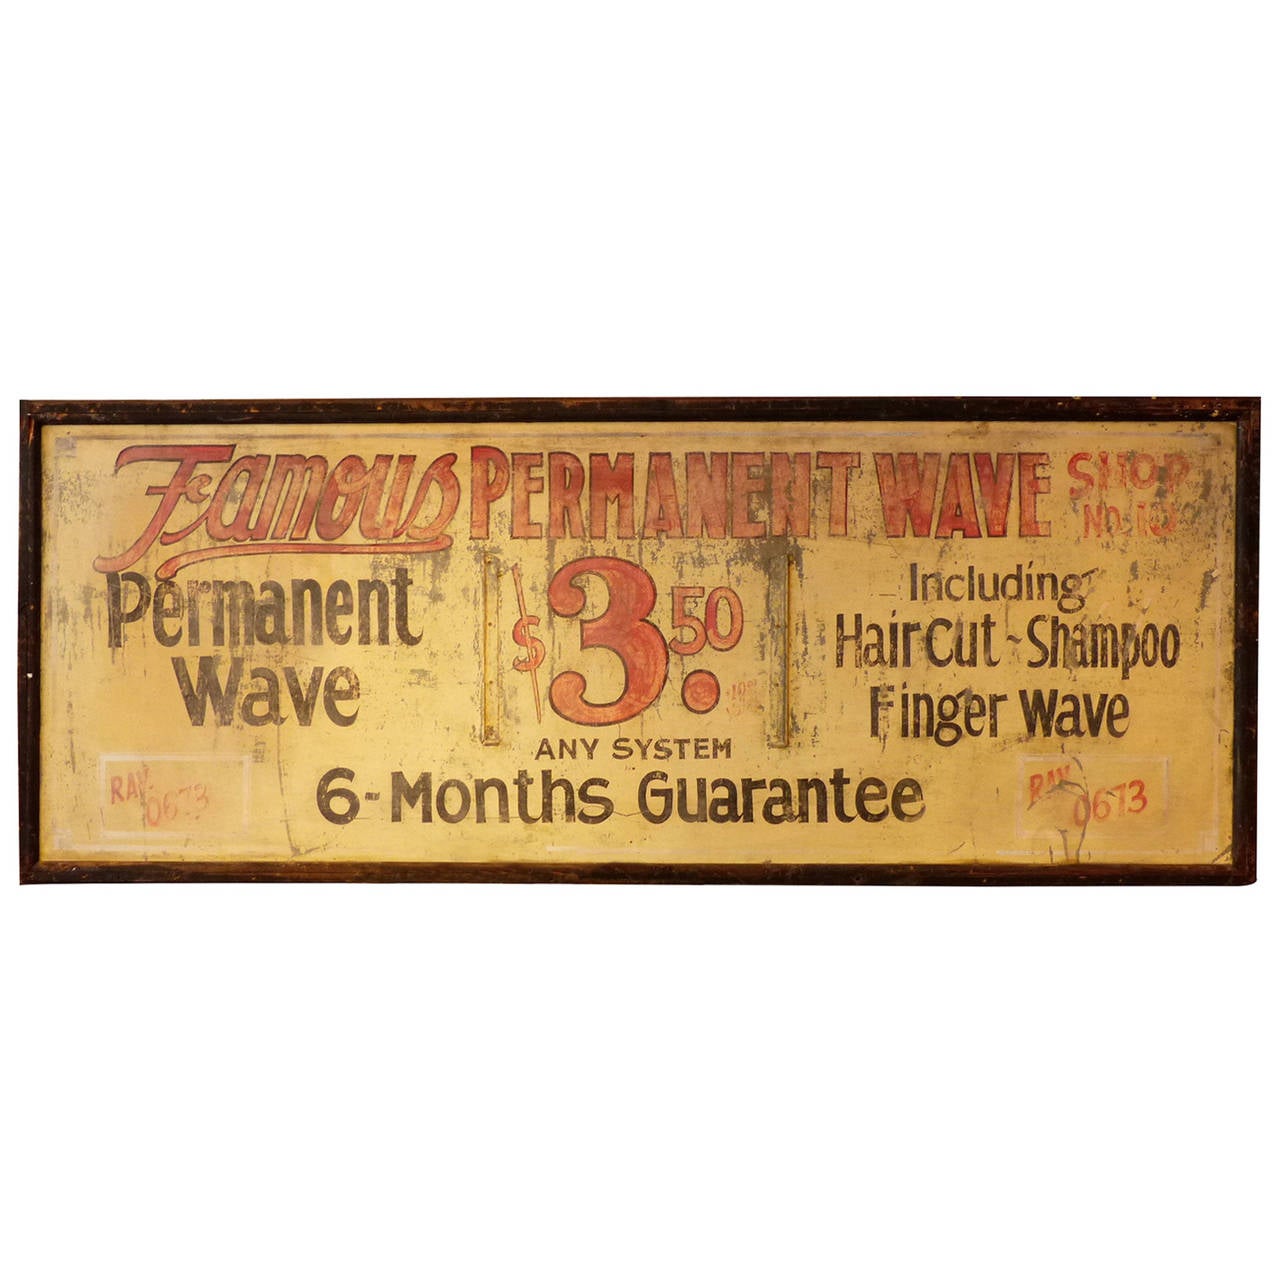 Famous PERMANENT WAVE SHOP
No.
Permanent
Wave
$3.50
ANY SYSTEM
6-Months Guarantee
Including
Hair Cut - Shampoo
Finger Wave
RAV.
0673
RAV.
0673